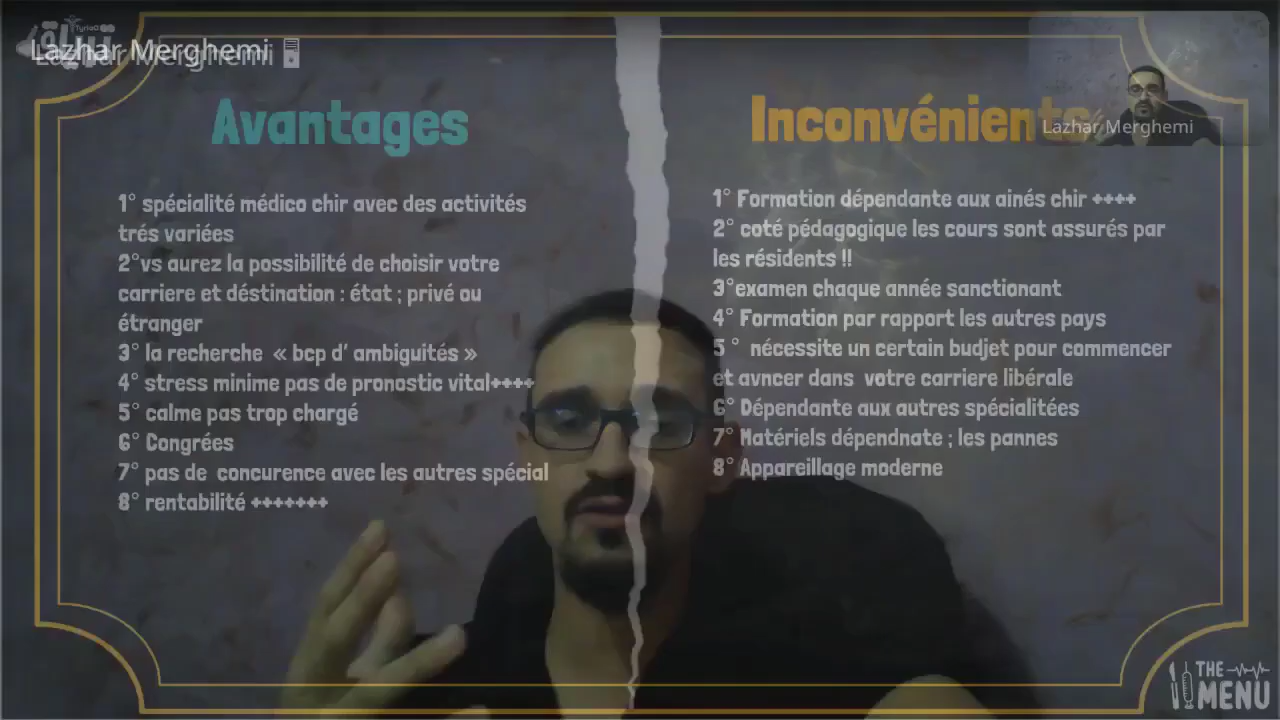 Lazhar Merghemi
Lazhar Merghemi
Avantages
1° spécialité médico chir avec des activités
trés variées
2°vs aurez la possibilité de choisir votre
carriere et déstination : état ; privé ou
étranger
3° la recherche « bcp d' ambiguités »
4° stress minime pas de pronostic vital++++
5° calme pas trop chargé
6° Congrées
7° pas de concurence avec les autres spécial
8° rentabilité +++++++
Inconvénients
Lazhar Merghemi
1° Formation dépendante aux ainés chir ++++
2° coté pédagogique les cours sont assurés par
les résidents !!
3°examen chaque année sanctionant
4° Formation par rapport les autres pays
5 ° nécessite un certain budjet pour commencer
et avncer dans votre carriere libérale
6° Dépendante aux autres spécialitées
7° Matériels dépendnate ; les pannes
8° Appareillage moderne
THE
MENU